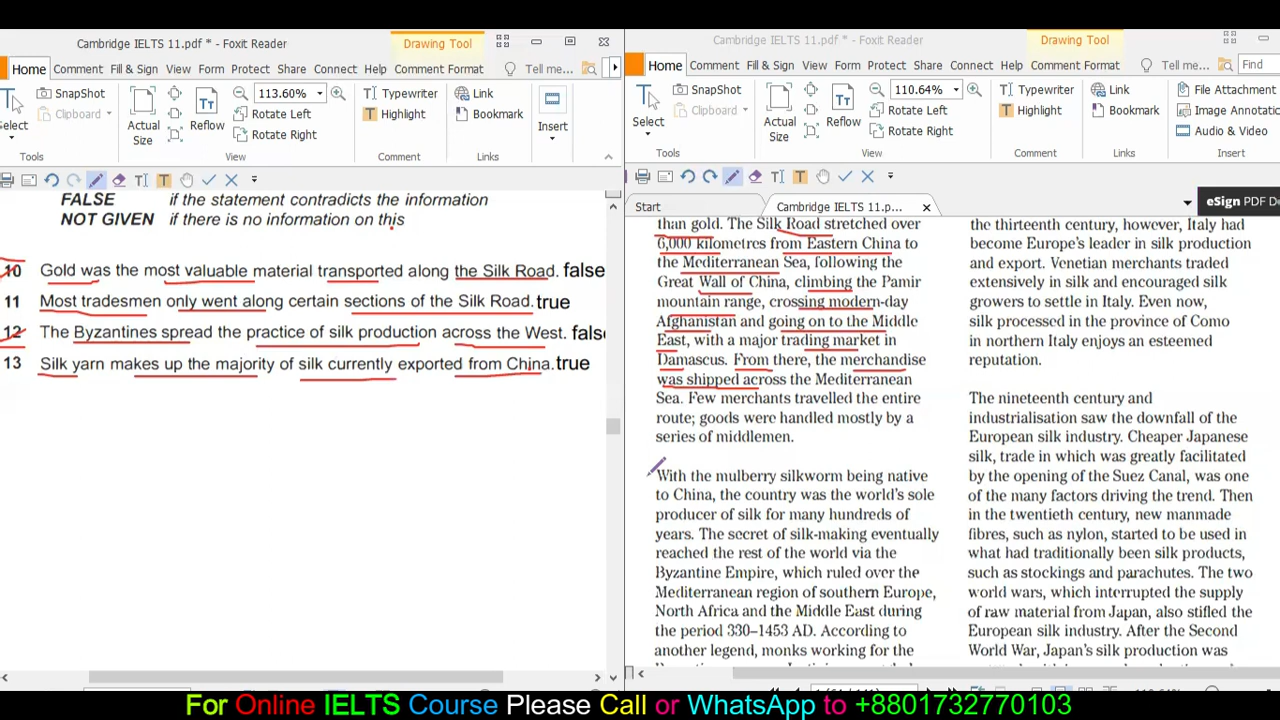 Cambridge IELTS 11.pdf * - Foxit Reader
Drawing Tool
Home Comment Fill & Sign View Form Protect Share Connect Help Comment Format Tell me...
SnapShot
Clipboard
Select
Actual Size
Reflow
113.60%
Rotate Left
Rotate Right
Typewriter
Highlight
Link
Bookmark
Insert
Tools View Comment Links
FALSE if the statement contradicts the information
NOT GIVEN if there is no information on this
10 Gold was the most valuable material transported along the Silk Road. false
11 Most tradesmen only went along certain sections of the Silk Road. true
12 The Byzantines spread the practice of silk production across the West. fals
13 Silk yarn makes up the majority of silk currently exported from China. true
Cambridge IELTS 11.pdf * - Foxit Reader
Drawing Tool
Home Comment Fill & Sign View Form Protect Share Connect Help Comment Format Tell me... Find
SnapShot
Clipboard
Select
Actual Size
Reflow
110.64%
Rotate Left
Rotate Right
Typewriter
Highlight
Link
Bookmark
File Attachment
Image Annotatio
Audio & Video
Tools View Comment Links Insert
Start Cambridge IELTS 11.p...
eSign PDF D
than gold. The Silk Road stretched over
6,000 kilometres from Eastern China to
the Mediterranean Sea, following the
Great Wall of China, climbing the Pamir
mountain range, crossing modern-day
Afghanistan and going on to the Middle
East, with a major trading market in
Damascus. From there, the merchandise
was shipped across the Mediterranean
Sea. Few merchants travelled the entire
route; goods were handled mostly by a
series of middlemen.
With the mulberry silkworm being native
to China, the country was the world's sole
producer of silk for many hundreds of
years. The secret of silk-making eventually
reached the rest of the world via the
Byzantine Empire, which ruled over the
Mediterranean region of southern Europe,
North Africa and the Middle East during
the period 330–1453 AD. According to
another legend, monks working for the
the thirteenth century, however, Italy had
become Europe's leader in silk production
and export. Venetian merchants traded
extensively in silk and encouraged silk
growers to settle in Italy. Even now,
silk processed in the province of Como
in northern Italy enjoys an esteemed
reputation.
The nineteenth century and
industrialisation saw the downfall of the
European silk industry. Cheaper Japanese
silk, trade in which was greatly facilitated
by the opening of the Suez Canal, was one
of the many factors driving the trend. Then
in the twentieth century, new manmade
fibres, such as nylon, started to be used in
what had traditionally been silk products,
such as stockings and parachutes. The two
world wars, which interrupted the supply
of raw material from Japan, also stifled the
European silk industry. After the Second
World War, Japan's silk production was
For Online IELTS Course Please Call or WhatsApp to +8801732770103